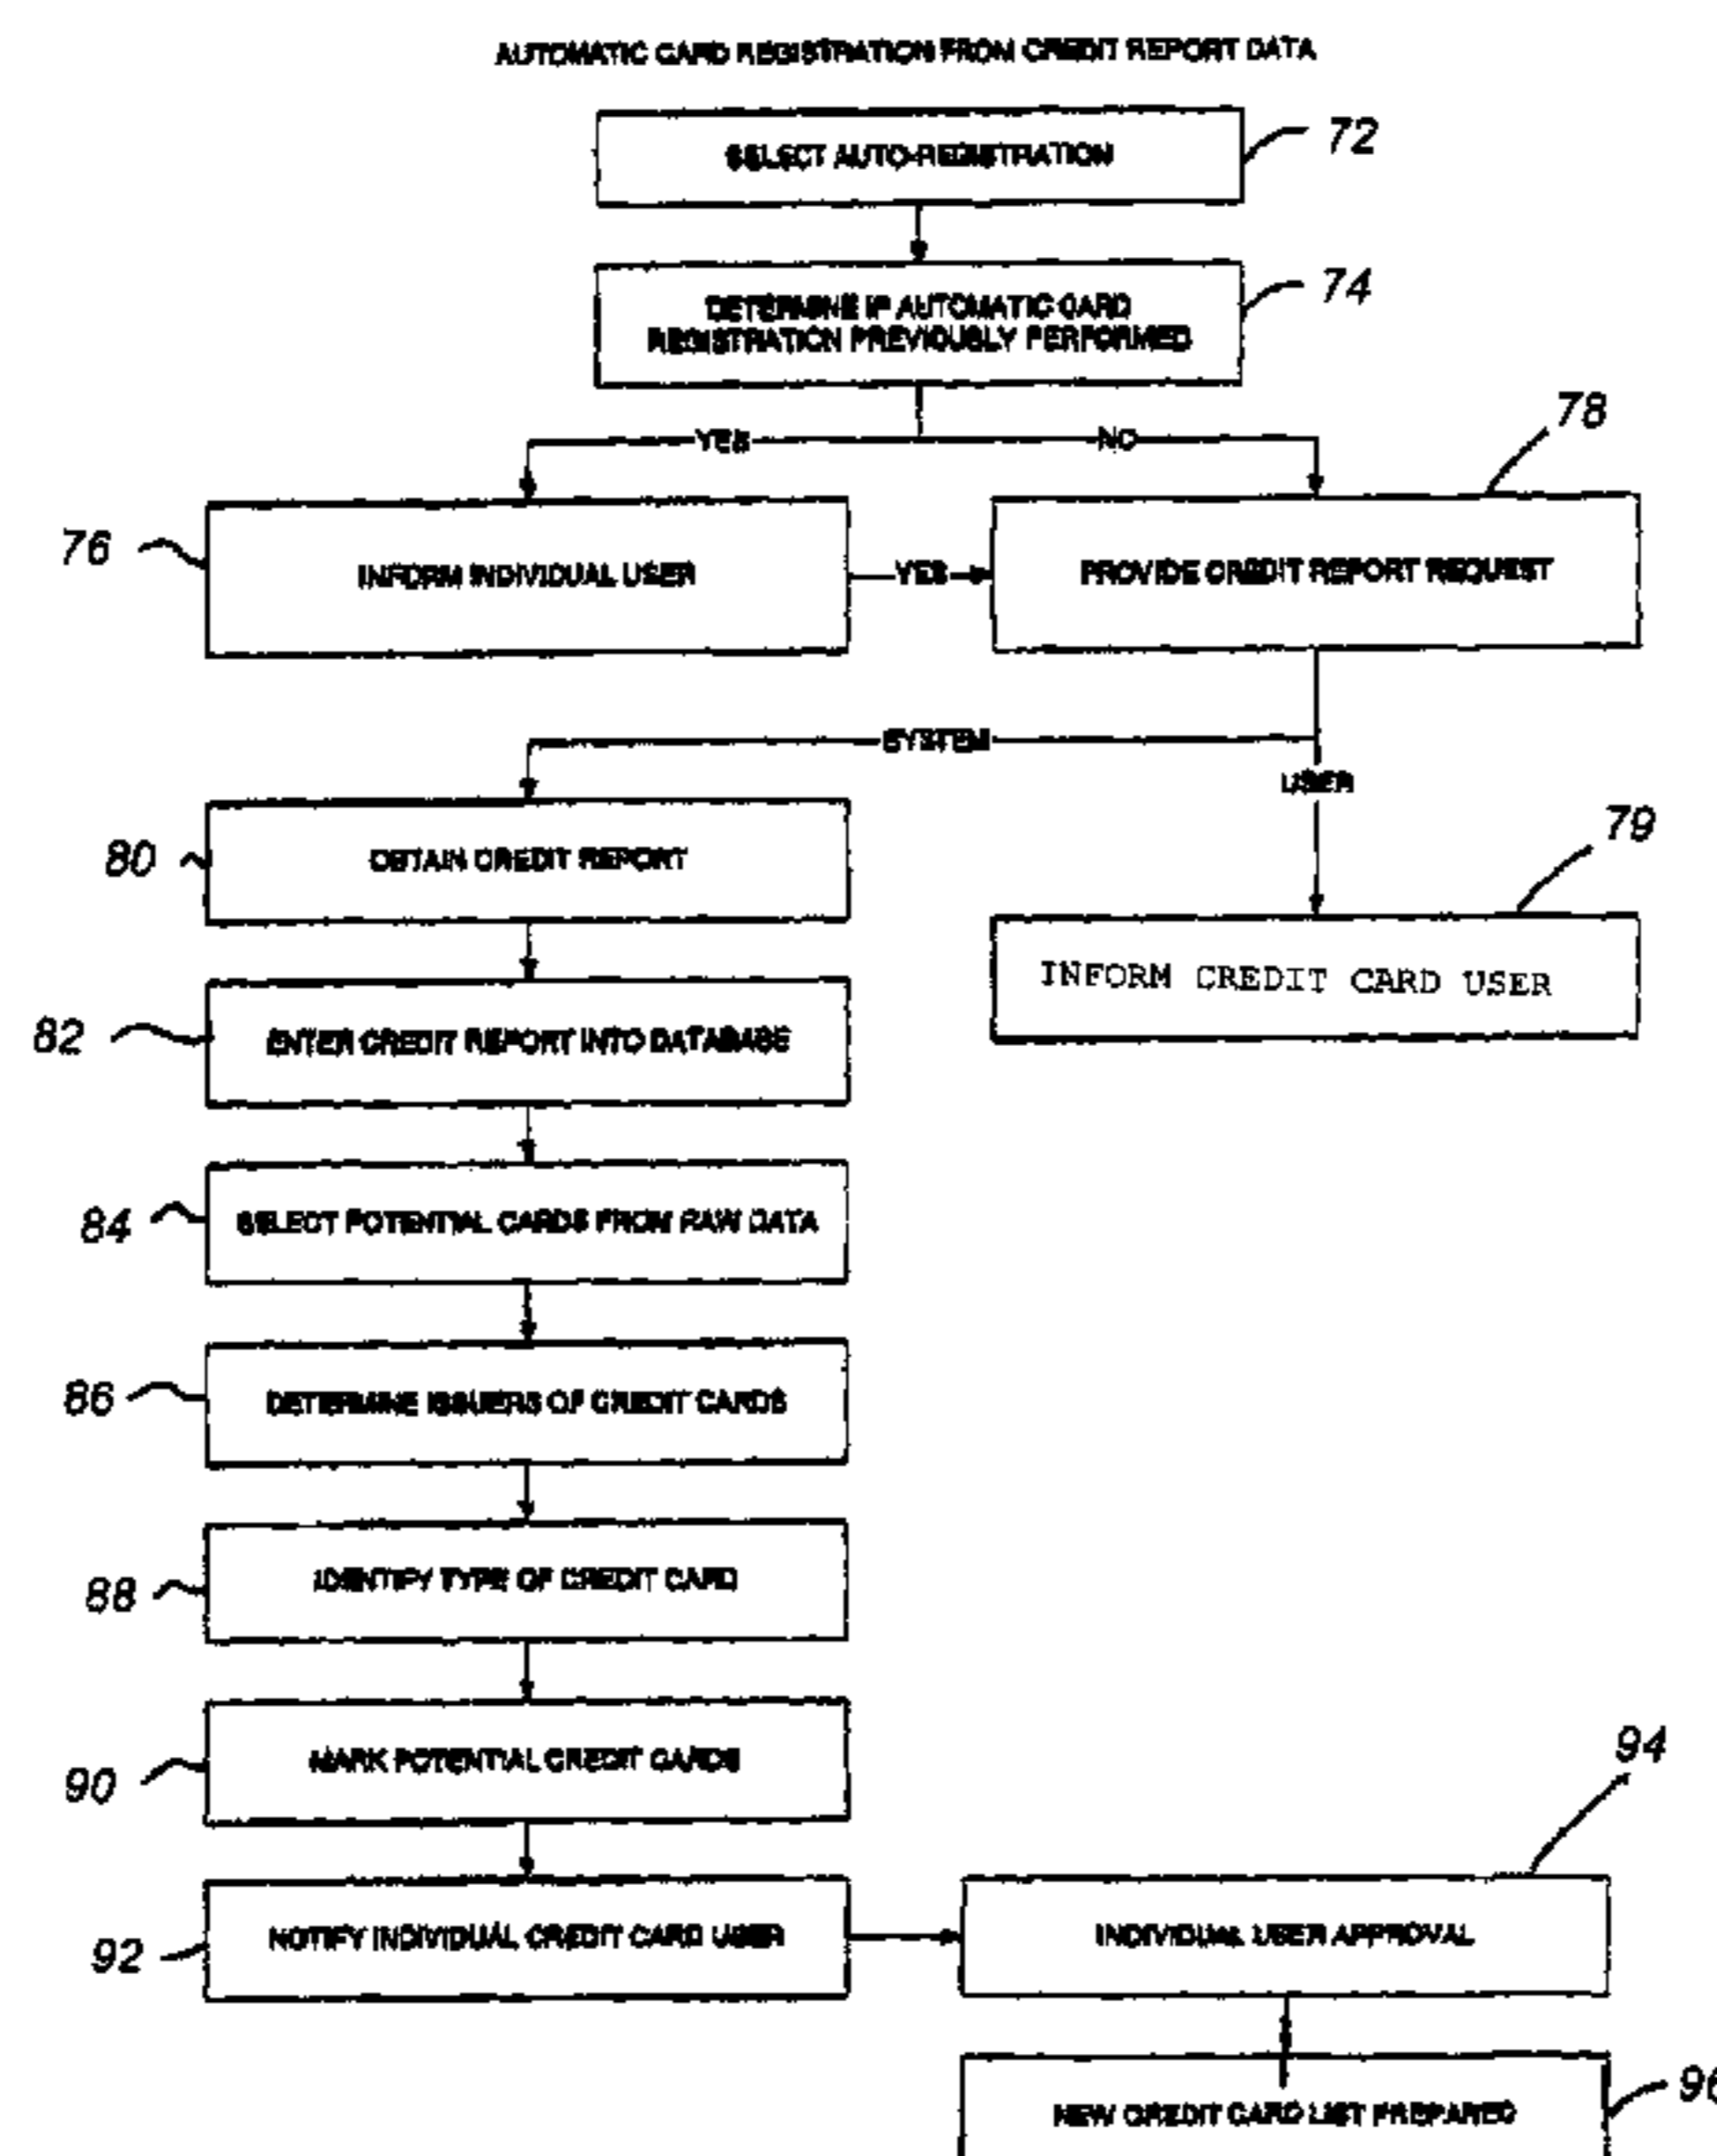 AUTOMATIC CARD REGISTRATION FROM CREDIT REPORT DATA
SELECT AUTO-REGISTRATION
72
DETERMINE IF AUTOMATIC CARD
REGISTRATION PREVIOUSLY PERFORMED
74
YES
NO
78
76
INFORM INDIVIDUAL USER
YES
PROVIDE CREDIT REPORT REQUEST
SYSTEM
USER
80
OBTAIN CREDIT REPORT
79
INFORM CREDIT CARD USER
82
ENTER CREDIT REPORT INTO DATABASE
84
SELECT POTENTIAL CARDS FROM RAW DATA
86
DETERMINE ISSUERS OF CREDIT CARDS
88
IDENTIFY TYPE OF CREDIT CARD
90
MARK POTENTIAL CREDIT CARDS
94
92
NOTIFY INDIVIDUAL CREDIT CARD USER
INDIVIDUAL USER APPROVAL
96
NEW CREDIT CARD LIST PREPARED